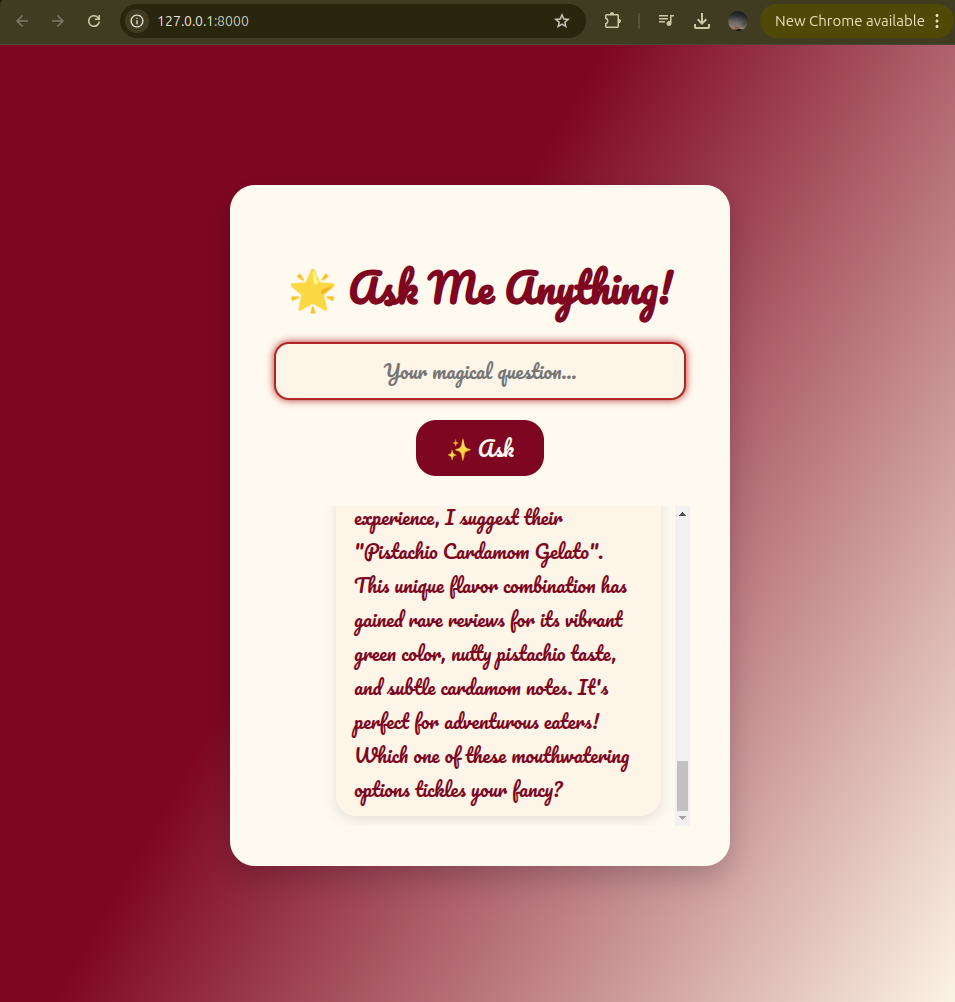 127.0.0.1:8000
New Chrome available
🌟 Ask Me Anything!
Your magical question...
✨ Ask
experience, I suggest their
"Pistachio Cardamom Gelato".
This unique flavor combination has
gained rave reviews for its vibrant
green color, nutty pistachio taste,
and subtle cardamom notes. It's
perfect for adventurous eaters!
Which one of these mouthwatering
options tickles your fancy?